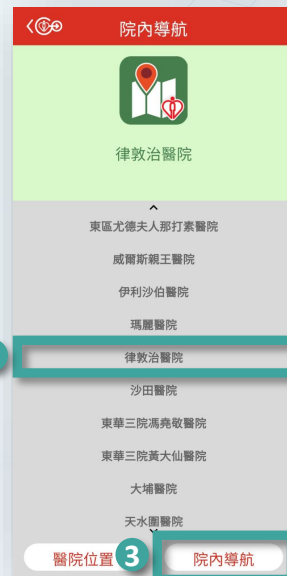 院內導航
律敦治醫院
東區尤德夫人那打素醫院
威爾斯親王醫院
伊利沙伯醫院
瑪麗醫院
律敦治醫院
沙田醫院
東華三院馮堯敬醫院
東華三院黃大仙醫院
大埔醫院
天水圍醫院
醫院位置
3
院內導航